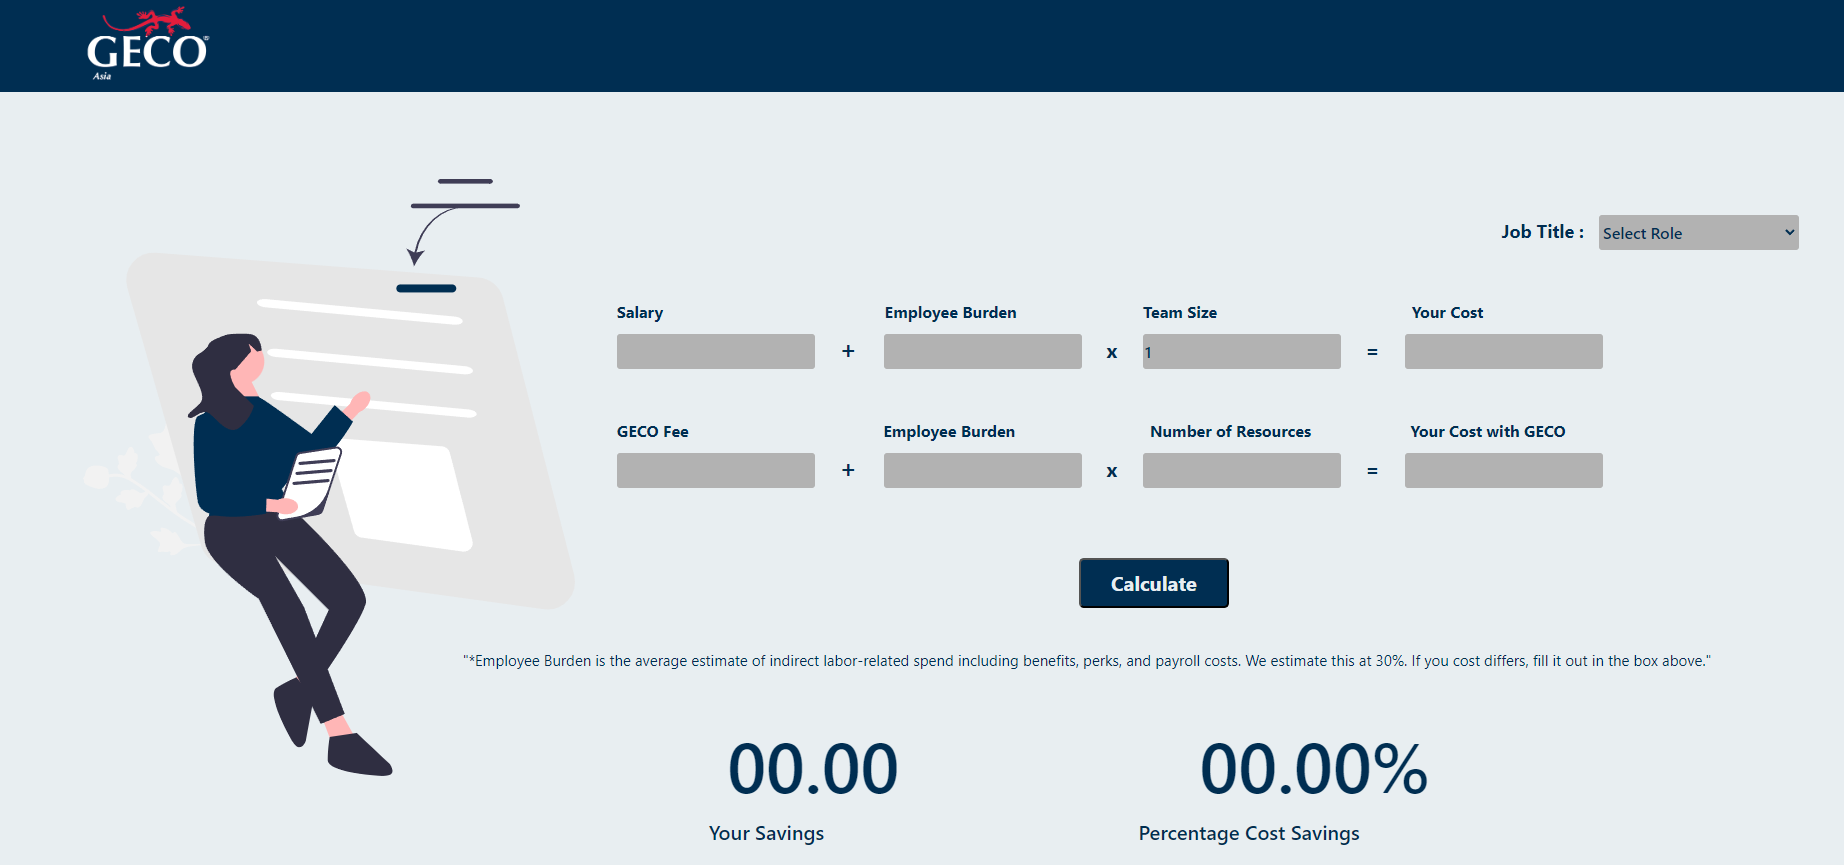 GECO®
Asia
Job Title : Select Role
Salary Employee Burden Team Size Your Cost
+ x 1 =
GECO Fee Employee Burden Number of Resources Your Cost with GECO
+ x =
Calculate
"*Employee Burden is the average estimate of indirect labor-related spend including benefits, perks, and payroll costs. We estimate this at 30%. If you cost differs, fill it out in the box above."
00.00 00.00%
Your Savings Percentage Cost Savings